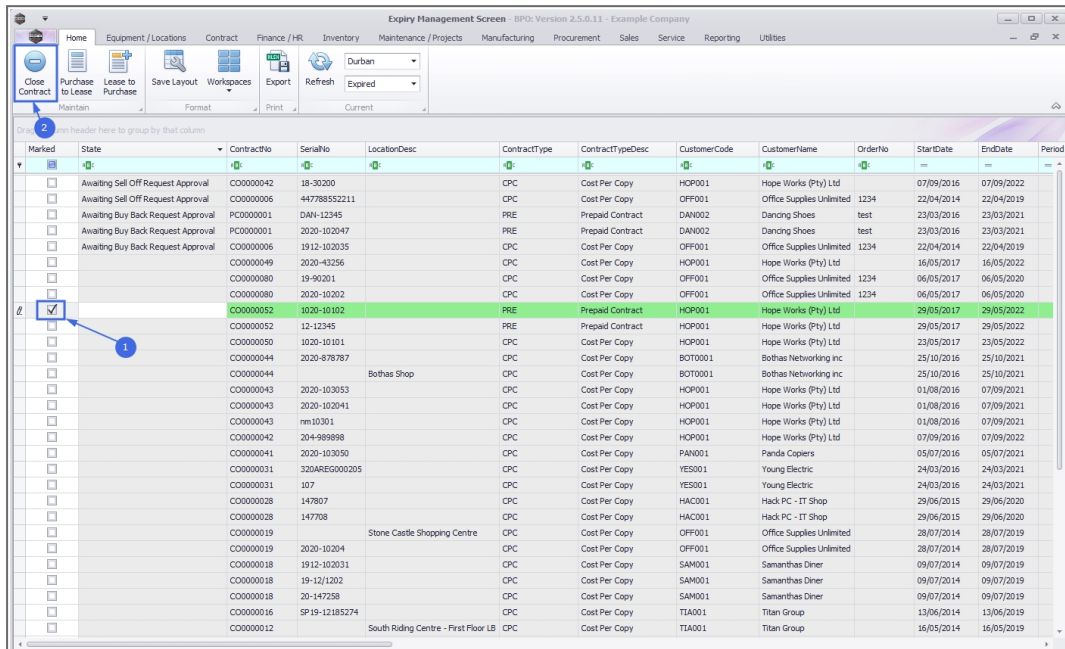 Expiry Management Screen - BPO: Version 2.5.0.11 - Example Company
Home Equipment / Locations Contract Finance / HR Inventory Maintenance / Projects Manufacturing Procurement Sales Service Reporting Utilities
Close Contract Purchase to Lease Lease to Purchase Save Layout Workspaces Export Refresh Durban
Expired
Maintain Format Print Current
2
Marked State ContractNo SerialNo LocationDesc ContractType ContractTypeDesc CustomerCode CustomerName OrderNo StartDate EndDate Period
Awaiting Sell Off Request Approval CO0000042 18-30200 CPC Cost Per Copy HOP001 Hope Works (Pty) Ltd 07/09/2016 07/09/2022
Awaiting Sell Off Request Approval CO0000006 447788552211 CPC Cost Per Copy OFF001 Office Supplies Unlimited 1234 22/04/2014 22/04/2019
Awaiting Buy Back Request Approval PC0000001 DAN-12345 PRE Prepaid Contract DAN002 Dancing Shoes test 23/03/2016 23/03/2021
Awaiting Buy Back Request Approval PC0000001 2020-102047 PRE Prepaid Contract DAN002 Dancing Shoes test 23/03/2016 23/03/2021
Awaiting Buy Back Request Approval CO0000006 1912-102035 CPC Cost Per Copy OFF001 Office Supplies Unlimited 1234 22/04/2014 22/04/2019
CO0000049 2020-43256 CPC Cost Per Copy HOP001 Hope Works (Pty) Ltd 16/05/2017 16/05/2022
CO0000080 19-90201 CPC Cost Per Copy OFF001 Office Supplies Unlimited 1234 06/05/2017 06/05/2020
CO0000080 2020-10202 CPC Cost Per Copy OFF001 Office Supplies Unlimited 1234 06/05/2017 06/05/2020
CO0000052 1020-10102 PRE Prepaid Contract HOP001 Hope Works (Pty) Ltd 29/05/2017 29/05/2022
CO0000052 12-12345 PRE Prepaid Contract HOP001 Hope Works (Pty) Ltd 29/05/2017 29/05/2022
1
CO0000050 1020-10101 CPC Cost Per Copy HOP001 Hope Works (Pty) Ltd 23/05/2017 23/05/2022
CO0000044 2020-878787 CPC Cost Per Copy BOT0001 Bothas Networking inc 25/10/2016 25/10/2021
CO0000044 Bothas Shop CPC Cost Per Copy BOT0001 Bothas Networking inc 25/10/2016 25/10/2021
CO0000043 2020-103053 CPC Cost Per Copy HOP001 Hope Works (Pty) Ltd 01/08/2016 07/09/2021
CO0000043 2020-102041 CPC Cost Per Copy HOP001 Hope Works (Pty) Ltd 01/08/2016 07/09/2021
CO0000043 nm10301 CPC Cost Per Copy HOP001 Hope Works (Pty) Ltd 01/08/2016 07/09/2021
CO0000042 204-989898 CPC Cost Per Copy HOP001 Hope Works (Pty) Ltd 07/09/2016 07/09/2022
CO0000041 2020-103050 CPC Cost Per Copy PAN001 Panda Copiers 05/07/2016 05/07/2021
CO0000031 320AREG000205 CPC Cost Per Copy YES001 Young Electric 24/03/2016 24/03/2021
CO0000031 107 CPC Cost Per Copy YES001 Young Electric 24/03/2016 24/03/2021
CO0000028 147807 CPC Cost Per Copy HAC001 Hack PC - IT Shop 29/06/2015 29/06/2020
CO0000028 147708 CPC Cost Per Copy HAC001 Hack PC - IT Shop 29/06/2015 29/06/2020
CO0000019 Stone Castle Shopping Centre CPC Cost Per Copy OFF001 Office Supplies Unlimited 28/07/2014 28/07/2019
CO0000019 2020-10204 CPC Cost Per Copy OFF001 Office Supplies Unlimited 28/07/2014 28/07/2019
CO0000018 1912-102031 CPC Cost Per Copy SAM001 Samanthas Diner 09/07/2014 09/07/2019
CO0000018 19-12/1202 CPC Cost Per Copy SAM001 Samanthas Diner 09/07/2014 09/07/2019
CO0000018 20-147258 CPC Cost Per Copy SAM001 Samanthas Diner 09/07/2014 09/07/2019
CO0000016 SP19-12185274 CPC Cost Per Copy TIA001 Titan Group 13/06/2014 13/06/2019
CO0000012 South Riding Centre - First Floor LB CPC Cost Per Copy TIA001 Titan Group 16/05/2014 16/05/2019